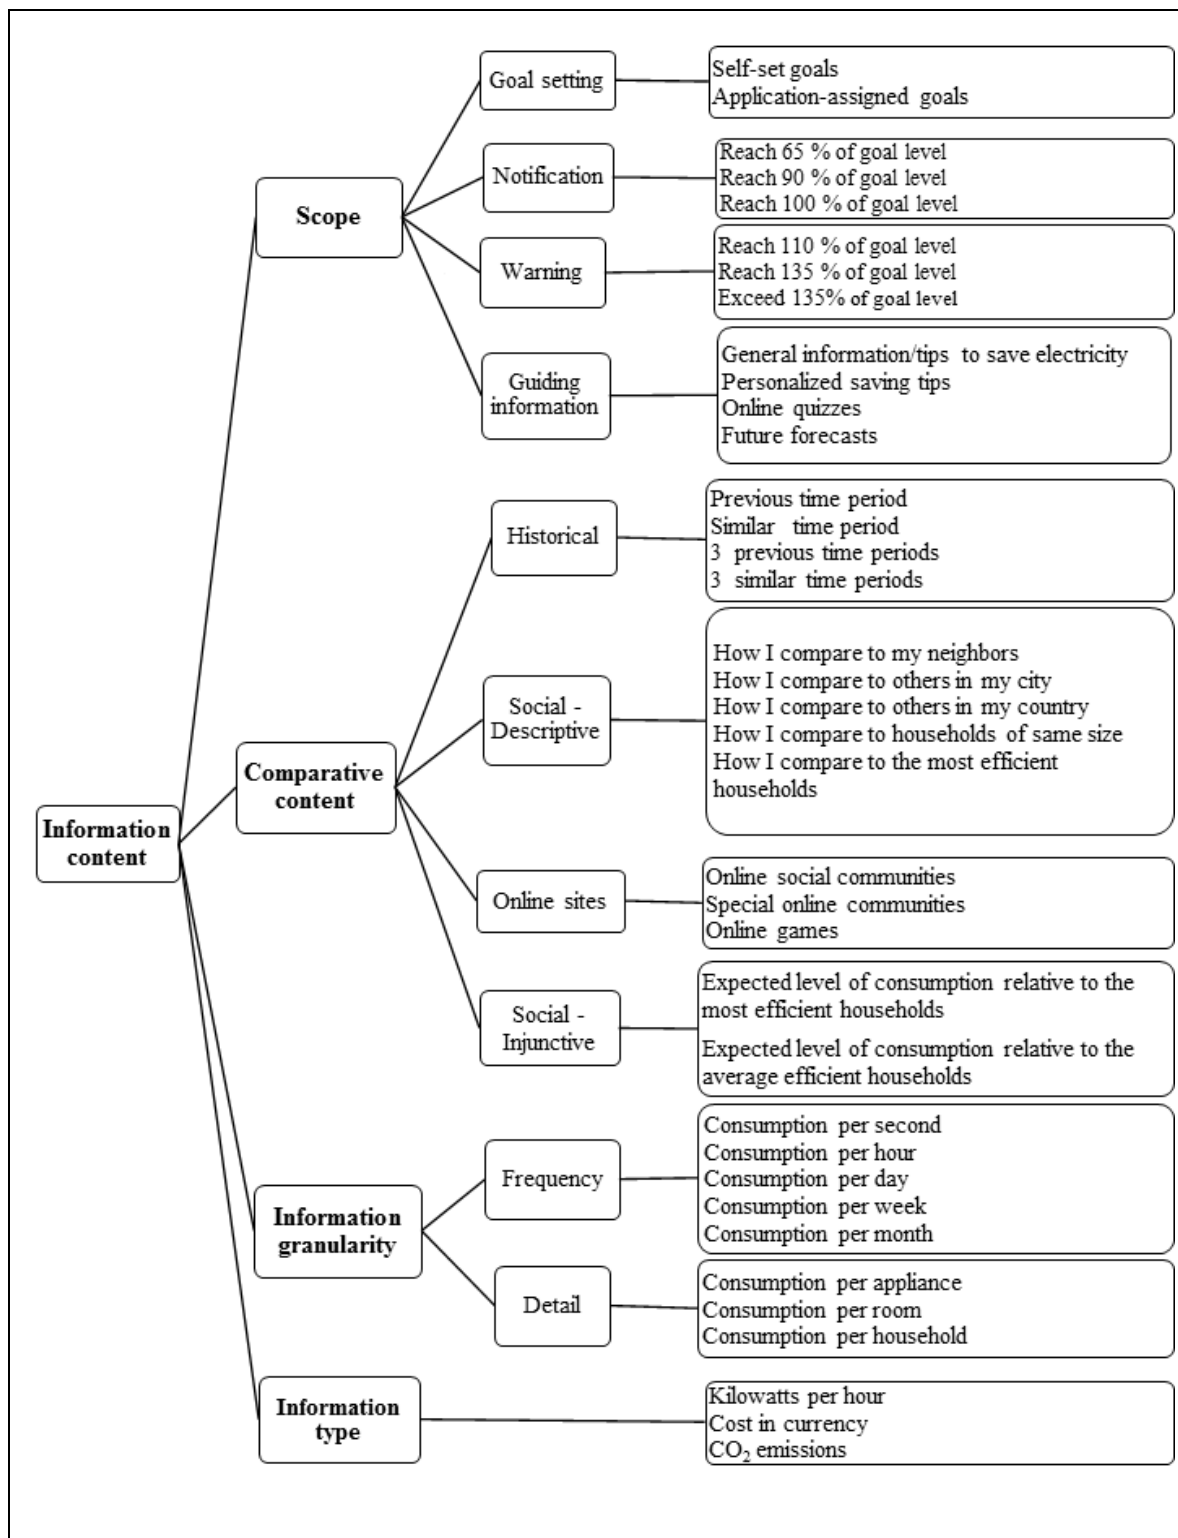 Goal setting
Self-set goals
Application-assigned goals
Notification
Reach 65 % of goal level
Reach 90 % of goal level
Reach 100 % of goal level
Scope
Warning
Reach 110 % of goal level
Reach 135 % of goal level
Exceed 135% of goal level
Guiding
information
General information/tips to save electricity
Personalized saving tips
Online quizzes
Future forecasts
Historical
Previous time period
Similar time period
3 previous time periods
3 similar time periods
Social -
Descriptive
How I compare to my neighbors
How I compare to others in my city
How I compare to others in my country
How I compare to households of same size
How I compare to the most efficient
households
Comparative
content
Information
content
Online sites
Online social communities
Special online communities
Online games
Social -
Injunctive
Expected level of consumption relative to the
most efficient households
Expected level of consumption relative to the
average efficient households
Information
granularity
Frequency
Consumption per second
Consumption per hour
Consumption per day
Consumption per week
Consumption per month
Detail
Consumption per appliance
Consumption per room
Consumption per household
Information
type
Kilowatts per hour
Cost in currency
CO₂ emissions